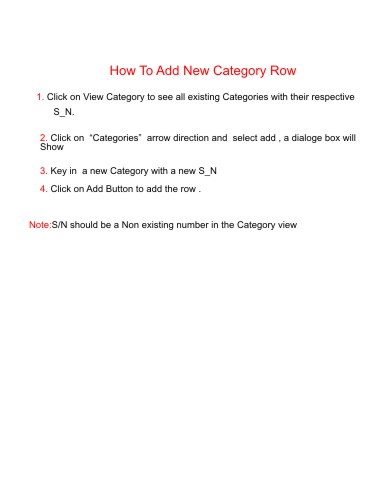 How To Add New Category Row
1. Click on View Category to see all existing Categories with their respective
S_N.
2. Click on  “Categories”  arrow direction and  select add , a dialoge box will
Show
3. Key in  a new Category with a new S_N
4. Click on Add Button to add the row .
Note:S/N should be a Non existing number in the Category view